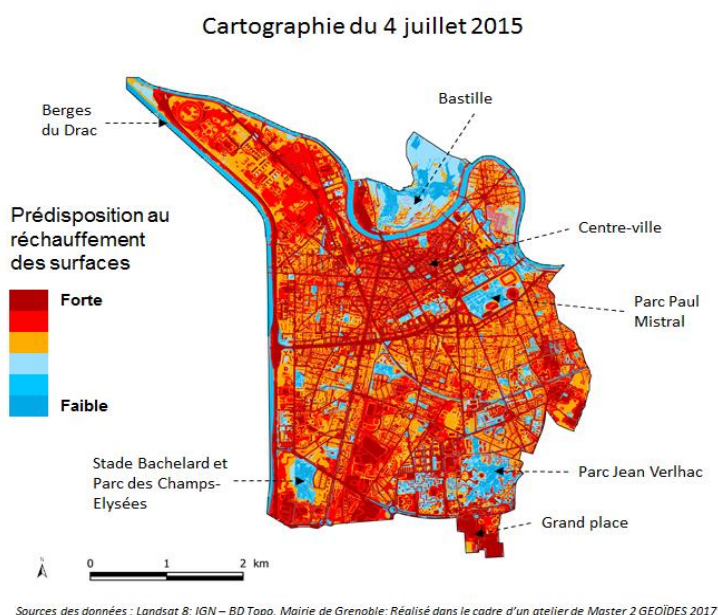 Cartographie du 4 juillet 2015
Berges
du Drac
Bastille
Prédisposition au
réchauffement
des surfaces
Forte
Faible
Centre-ville
Parc Paul
Mistral
Stade Bachelard et
Parc des Champs-
Elysées
Parc Jean Verlhac
Grand place
N
0 1 2 km
Sources des données : Landsat 8; IGN – BD Topo, Mairie de Grenoble; Réalisé dans le cadre d'un atelier de Master 2 GEOÏDES 2017